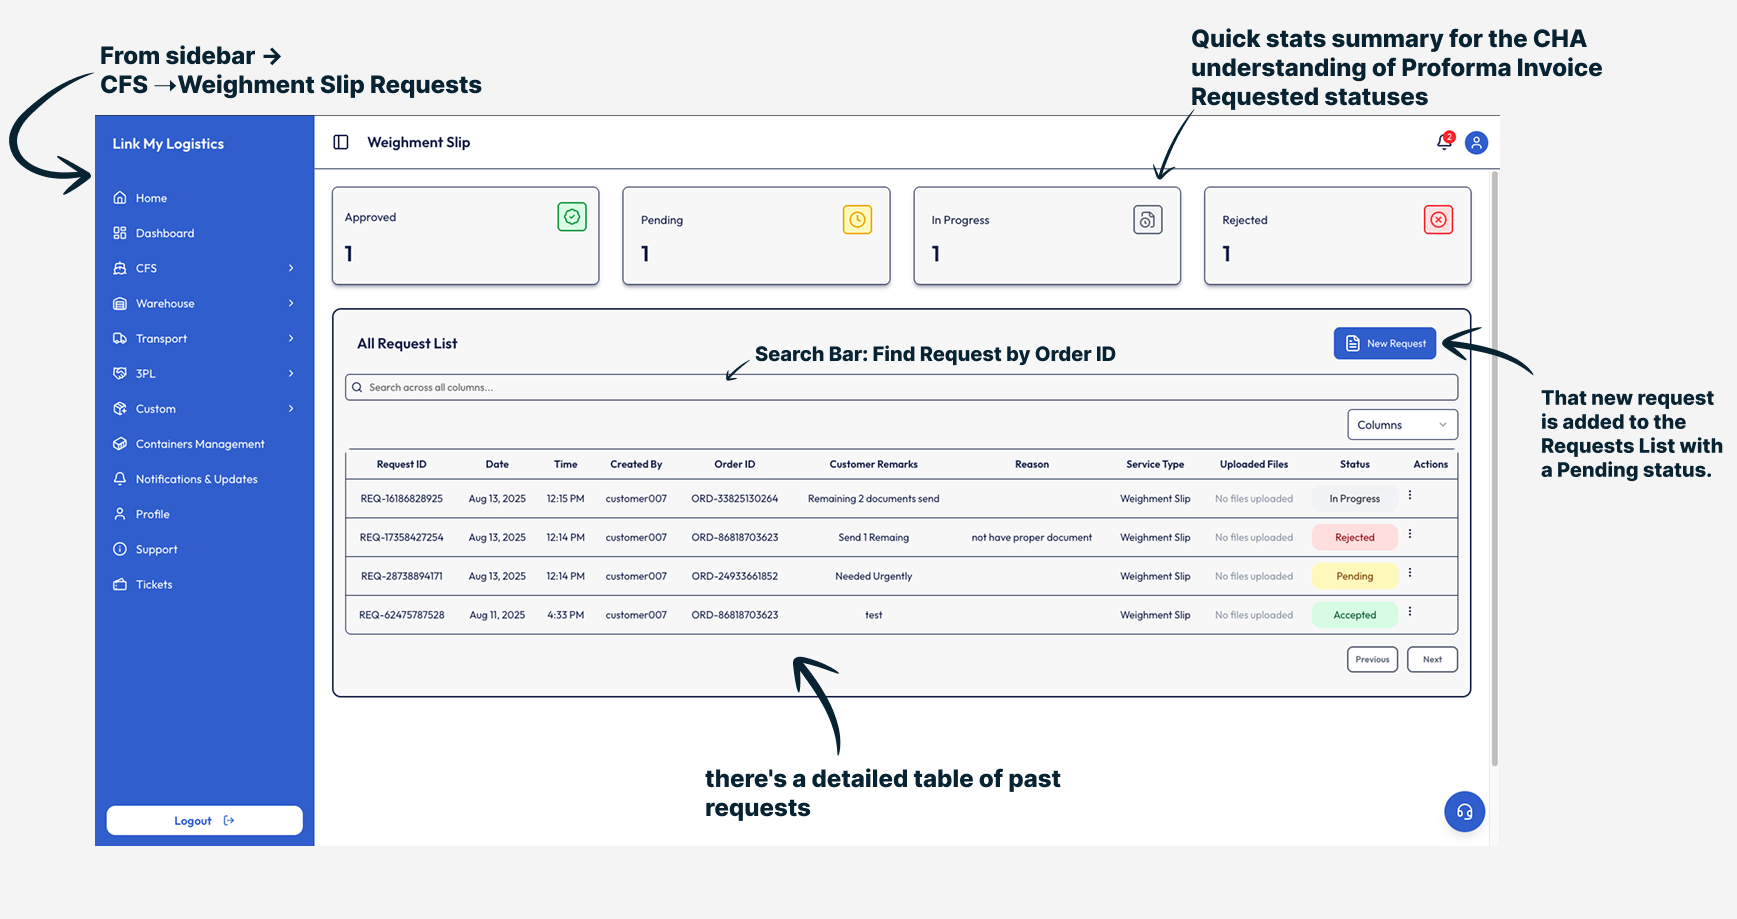 From sidebar →
CFS →Weighment Slip Requests
Quick stats summary for the CHA
understanding of Proforma Invoice
Requested statuses
Link My Logistics
Weighment Slip
2
Home
Dashboard
CFS
Warehouse
Transport
3PL
Custom
Containers Management
Notifications & Updates
Profile
Support
Tickets
Logout
Approved
1
Pending
1
In Progress
1
Rejected
1
All Request List
New Request
Search Bar: Find Request by Order ID
Search across all columns...
Columns
That new request
is added to the
Requests List with
a Pending status.
Request ID Date Time Created By Order ID Customer Remarks Reason Service Type Uploaded Files Status Actions
REQ-16186828925 Aug 13, 2025 12:15 PM customer007 ORD-33825130264 Remaining 2 documents send Weighment Slip No files uploaded In Progress
REQ-17358427254 Aug 13, 2025 12:14 PM customer007 ORD-86818703623 Send 1 Remaing not have proper document Weighment Slip No files uploaded Rejected
REQ-28738894171 Aug 13, 2025 12:14 PM customer007 ORD-24933661852 Needed Urgently Weighment Slip No files uploaded Pending
REQ-62475787528 Aug 11, 2025 4:33 PM customer007 ORD-86818703623 test Weighment Slip No files uploaded Accepted
Previous Next
there's a detailed table of past
requests